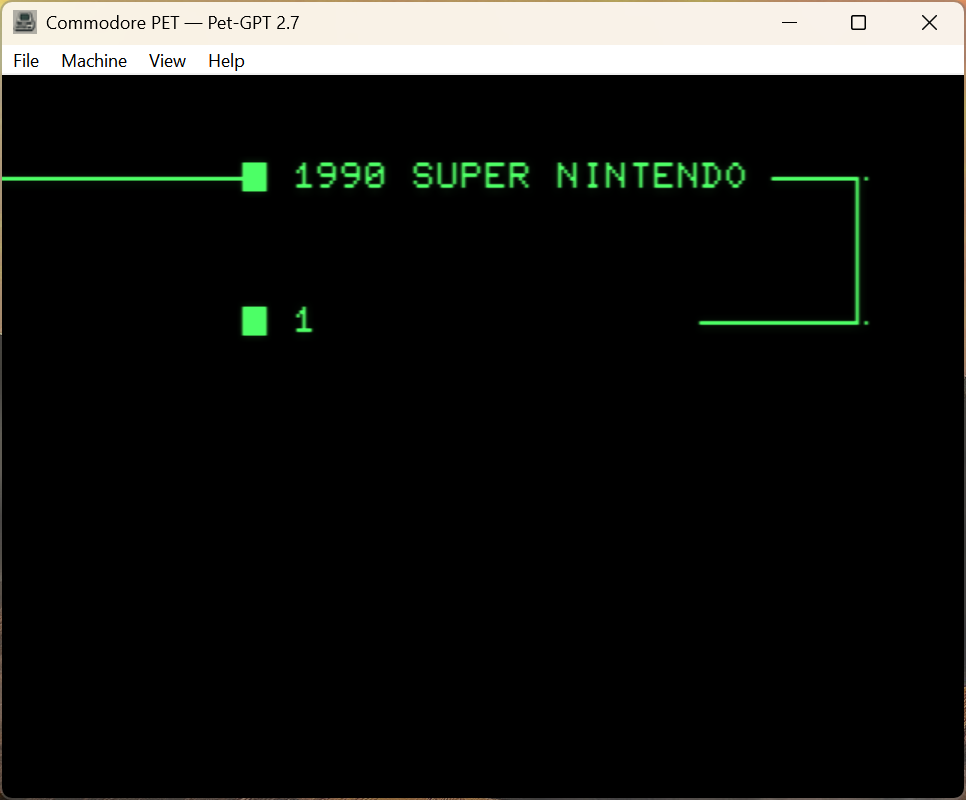 Commodore PET — Pet-GPT 2.7
File Machine View Help
1990 SUPER NINTENDO
1